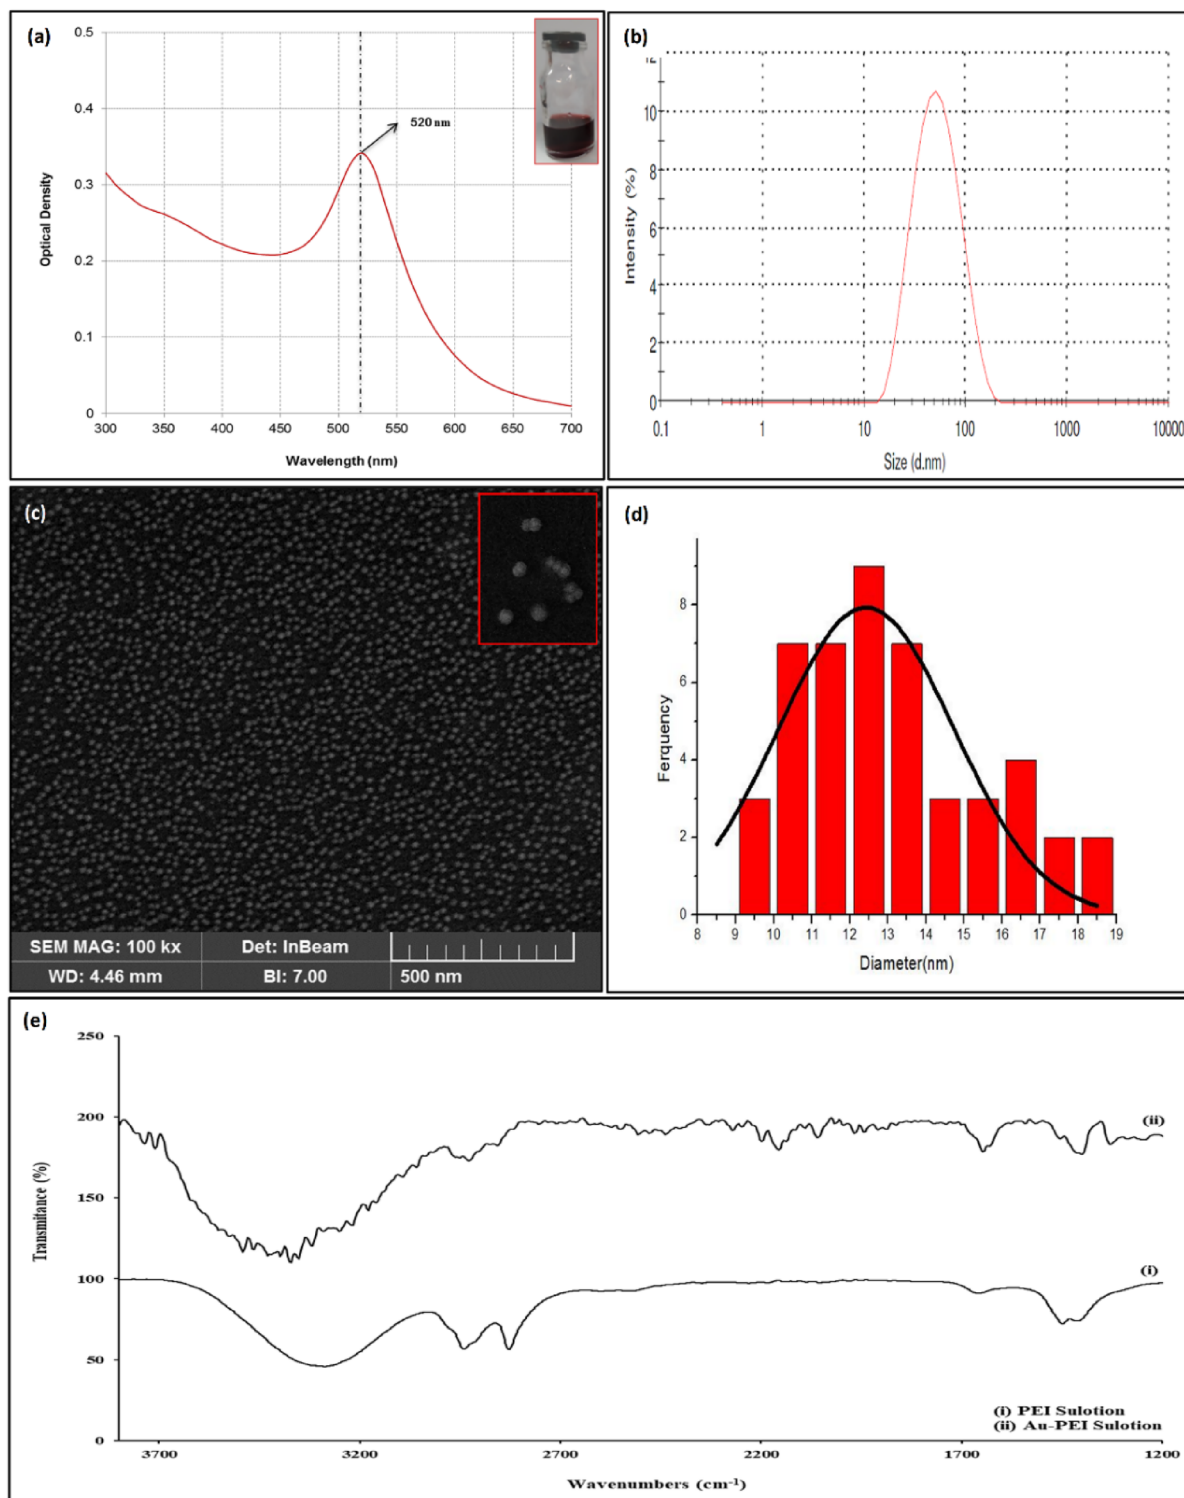 (a)
0.5
0.4
0.3
0.2
0.1
0
Optical Density
520 nm
300 350 400 450 500 550 600 650 700
Wavelength (nm)
(b)
10
8
6
4
2
0
Intensity (%)
0.1 1 10 100 1000 10000
Size (d.nm)
(c)
SEM MAG: 100 kx Det: InBeam
WD: 4.46 mm BI: 7.00 500 nm
(d)
8
6
4
2
0
Ferquency
8 9 10 11 12 13 14 15 16 17 18 19
Diameter(nm)
(e)
250
200
150
100
50
0
Transmitance (%)
(ii)
(i)
(i) PEI Sulotion
(ii) Au-PEI Sulotion
3700 3200 2700 2200 1700 1200
Wavenumbers (cm⁻¹)